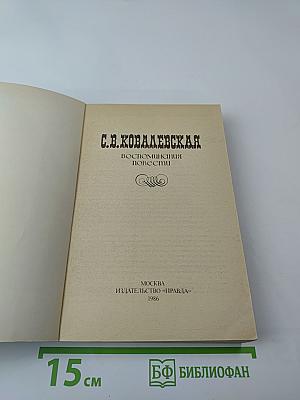 С.В.КОВАЛЕВСКАЯ
ВОСПОМИНАНИЯ
ПОВЕСТИ
МОСКВА
ИЗДАТЕЛЬСТВО «ПРАВДА»
1986
15 см
БФ БИБЛИОФАН